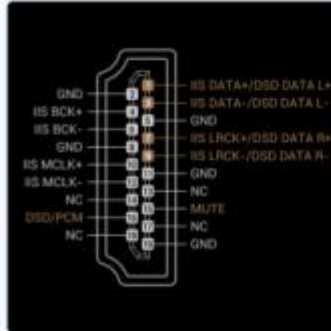 IIS DATA+/DSD DATA L+
GND
IIS DATA-/DSD DATA L-
IIS BCK+
GND
IIS BCK-
IIS LRCK+/DSD DATA R+
GND
IIS LRCK-/DSD DATA R-
IIS MCLK+
GND
IIS MCLK-
NC
NC
MUTE
DSD/PCM
NC
NC
GND